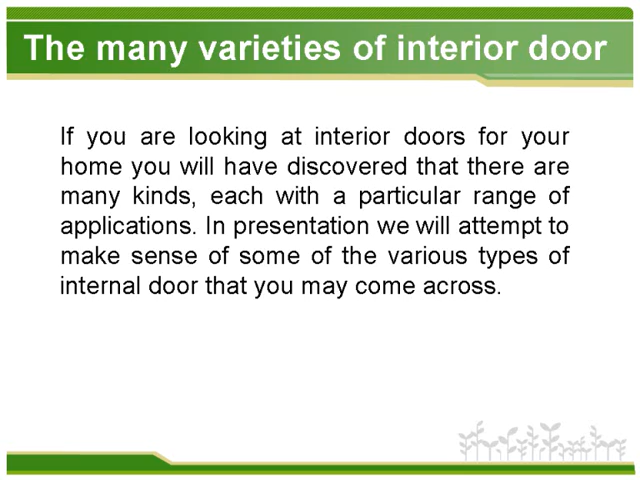 The many varieties of interior door
If you are looking at interior doors for your
home you will have discovered that there are
many kinds, each with a particular range of
applications. In presentation we will attempt to
make sense of some of the various types of
internal door that you may come across.